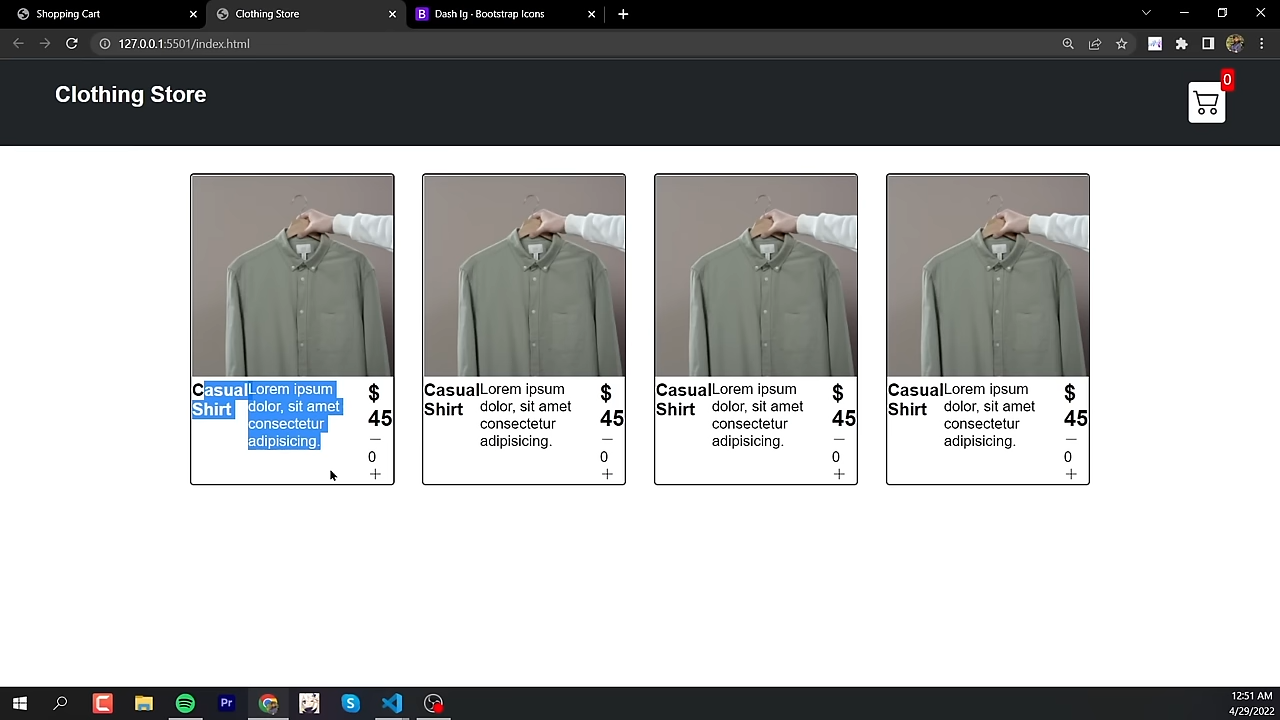 Shopping Cart
Clothing Store
Dash lg · Bootstrap Icons
127.0.0.1:5501/index.html
Clothing Store
0
Casual
Shirt
Lorem ipsum
dolor, sit amet
consectetur
adipisicing.
$
45
0
Casual
Shirt
Lorem ipsum
dolor, sit amet
consectetur
adipisicing.
$
45
0
Casual
Shirt
Lorem ipsum
dolor, sit amet
consectetur
adipisicing.
$
45
0
Casual
Shirt
Lorem ipsum
dolor, sit amet
consectetur
adipisicing.
$
45
0
12:51 AM
4/29/2022